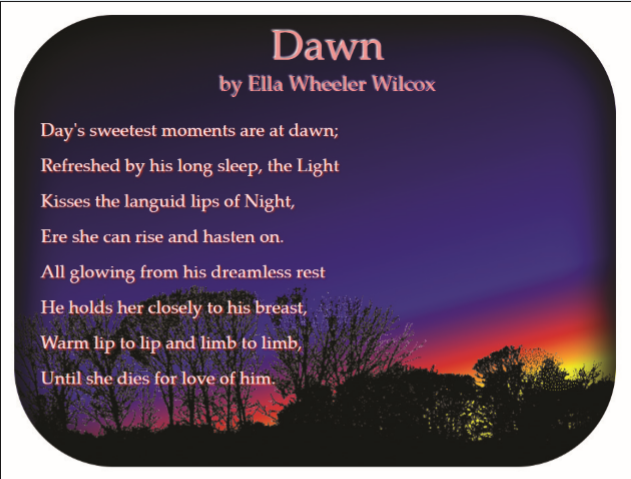 Dawn
by Ella Wheeler Wilcox
Day's sweetest moments are at dawn;
Refreshed by his long sleep, the Light
Kisses the languid lips of Night,
Ere she can rise and hasten on.
All glowing from his dreamless rest
He holds her closely to his breast,
Warm lip to lip and limb to limb,
Until she dies for love of him.